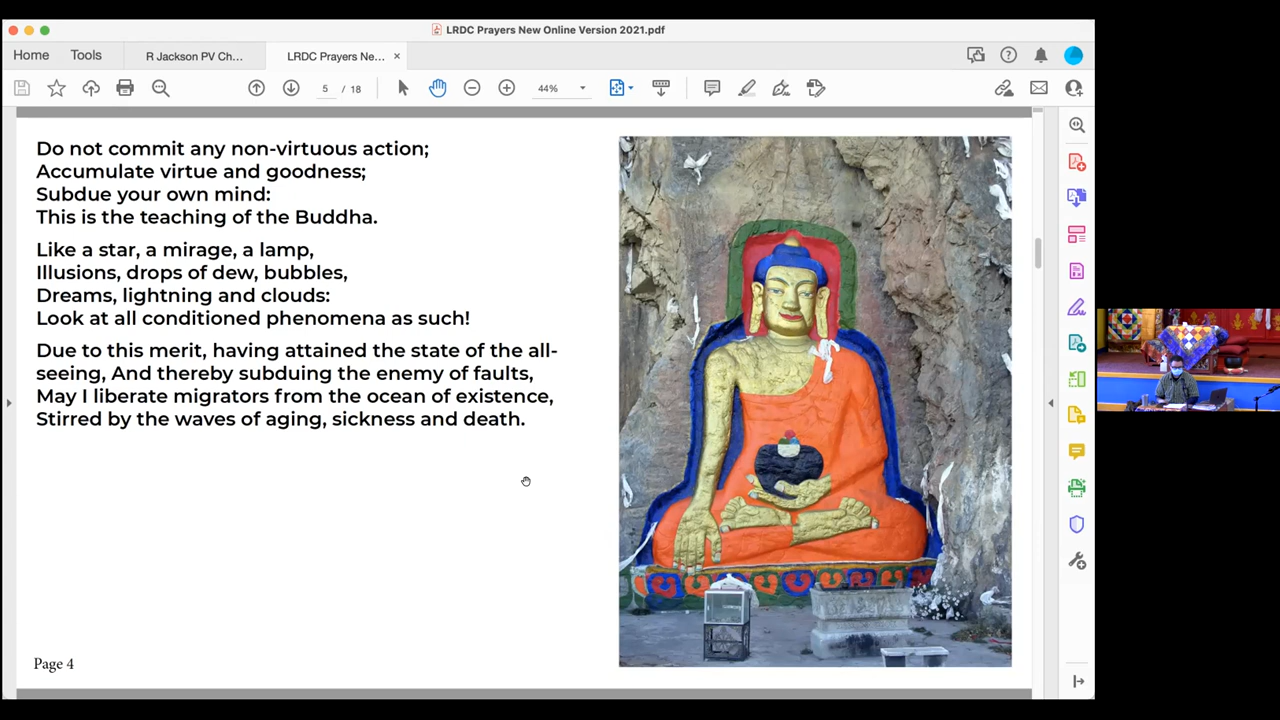 LRDC Prayers New Online Version 2021.pdf
Home Tools R Jackson PV Ch... LRDC Prayers Ne... ×
5 / 18 44%
Do not commit any non-virtuous action;
Accumulate virtue and goodness;
Subdue your own mind:
This is the teaching of the Buddha.
Like a star, a mirage, a lamp,
Illusions, drops of dew, bubbles,
Dreams, lightning and clouds:
Look at all conditioned phenomena as such!
Due to this merit, having attained the state of the all-
seeing, And thereby subduing the enemy of faults,
May I liberate migrators from the ocean of existence,
Stirred by the waves of aging, sickness and death.
Page 4